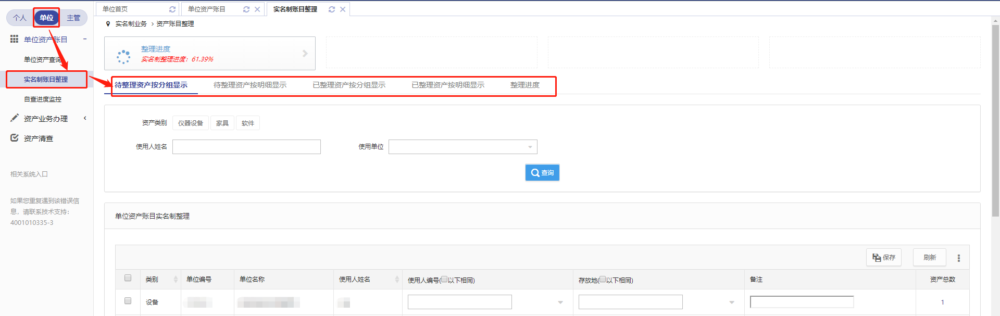 单位首页 单位资产账目 实名制账目整理
个人 单位 主管
实名制业务 > 资产账目整理
单位资产账目
单位资产查询
实名制账目整理
自查进度监控
资产业务办理
资产清查
相关系统入口
如果您重复遇到该错误信
息，请联系技术支持：
4001010335-3
整理进度
实名制整理进度：61.39%
待整理资产按分组显示 待整理资产按明细显示 已整理资产按分组显示 已整理资产按明细显示 整理进度
资产类别 仪器设备 家具 软件
使用人姓名 使用单位
查询
单位资产账目实名制整理
保存 刷新
类别 单位编号 单位名称 使用人姓名 使用人编号(以下相同) 存放地(以下相同) 备注 资产总数
设备 1